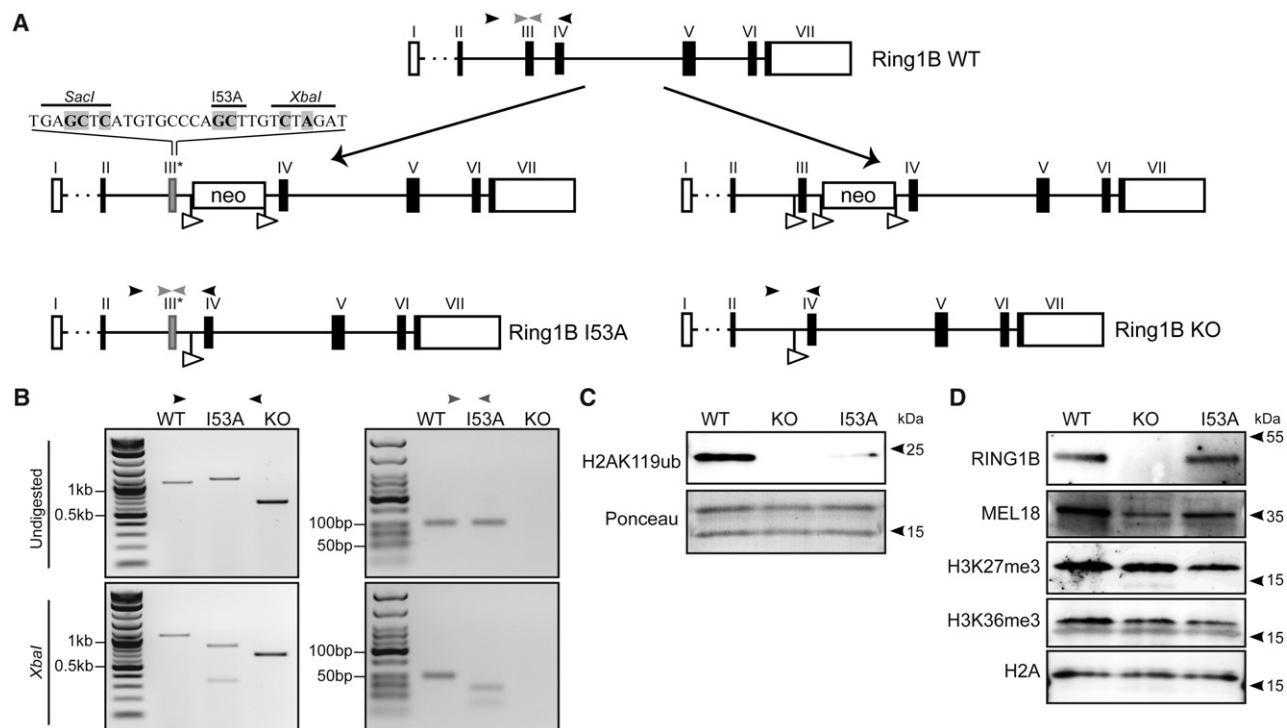 A
I II III IV V VI VII
Ring1B WT
SacI I53A XbaI
TGAGCTCATGTGCCCAGCTTGTCTAGAT
I II III* IV V VI VII
neo
I II III IV V VI VII
neo
I II III* IV V VI VII
Ring1B I53A
I II IV V VI VII
Ring1B KO
B
WT I53A KO
Undigested
1kb
0.5kb
WT I53A KO
100bp
50bp
XbaI
1kb
0.5kb
100bp
50bp
C
WT KO I53A kDa
H2AK119ub
25
Ponceau
15
D
WT KO I53A kDa
55
RING1B
MEL18
35
H3K27me3
15
H3K36me3
15
H2A
15